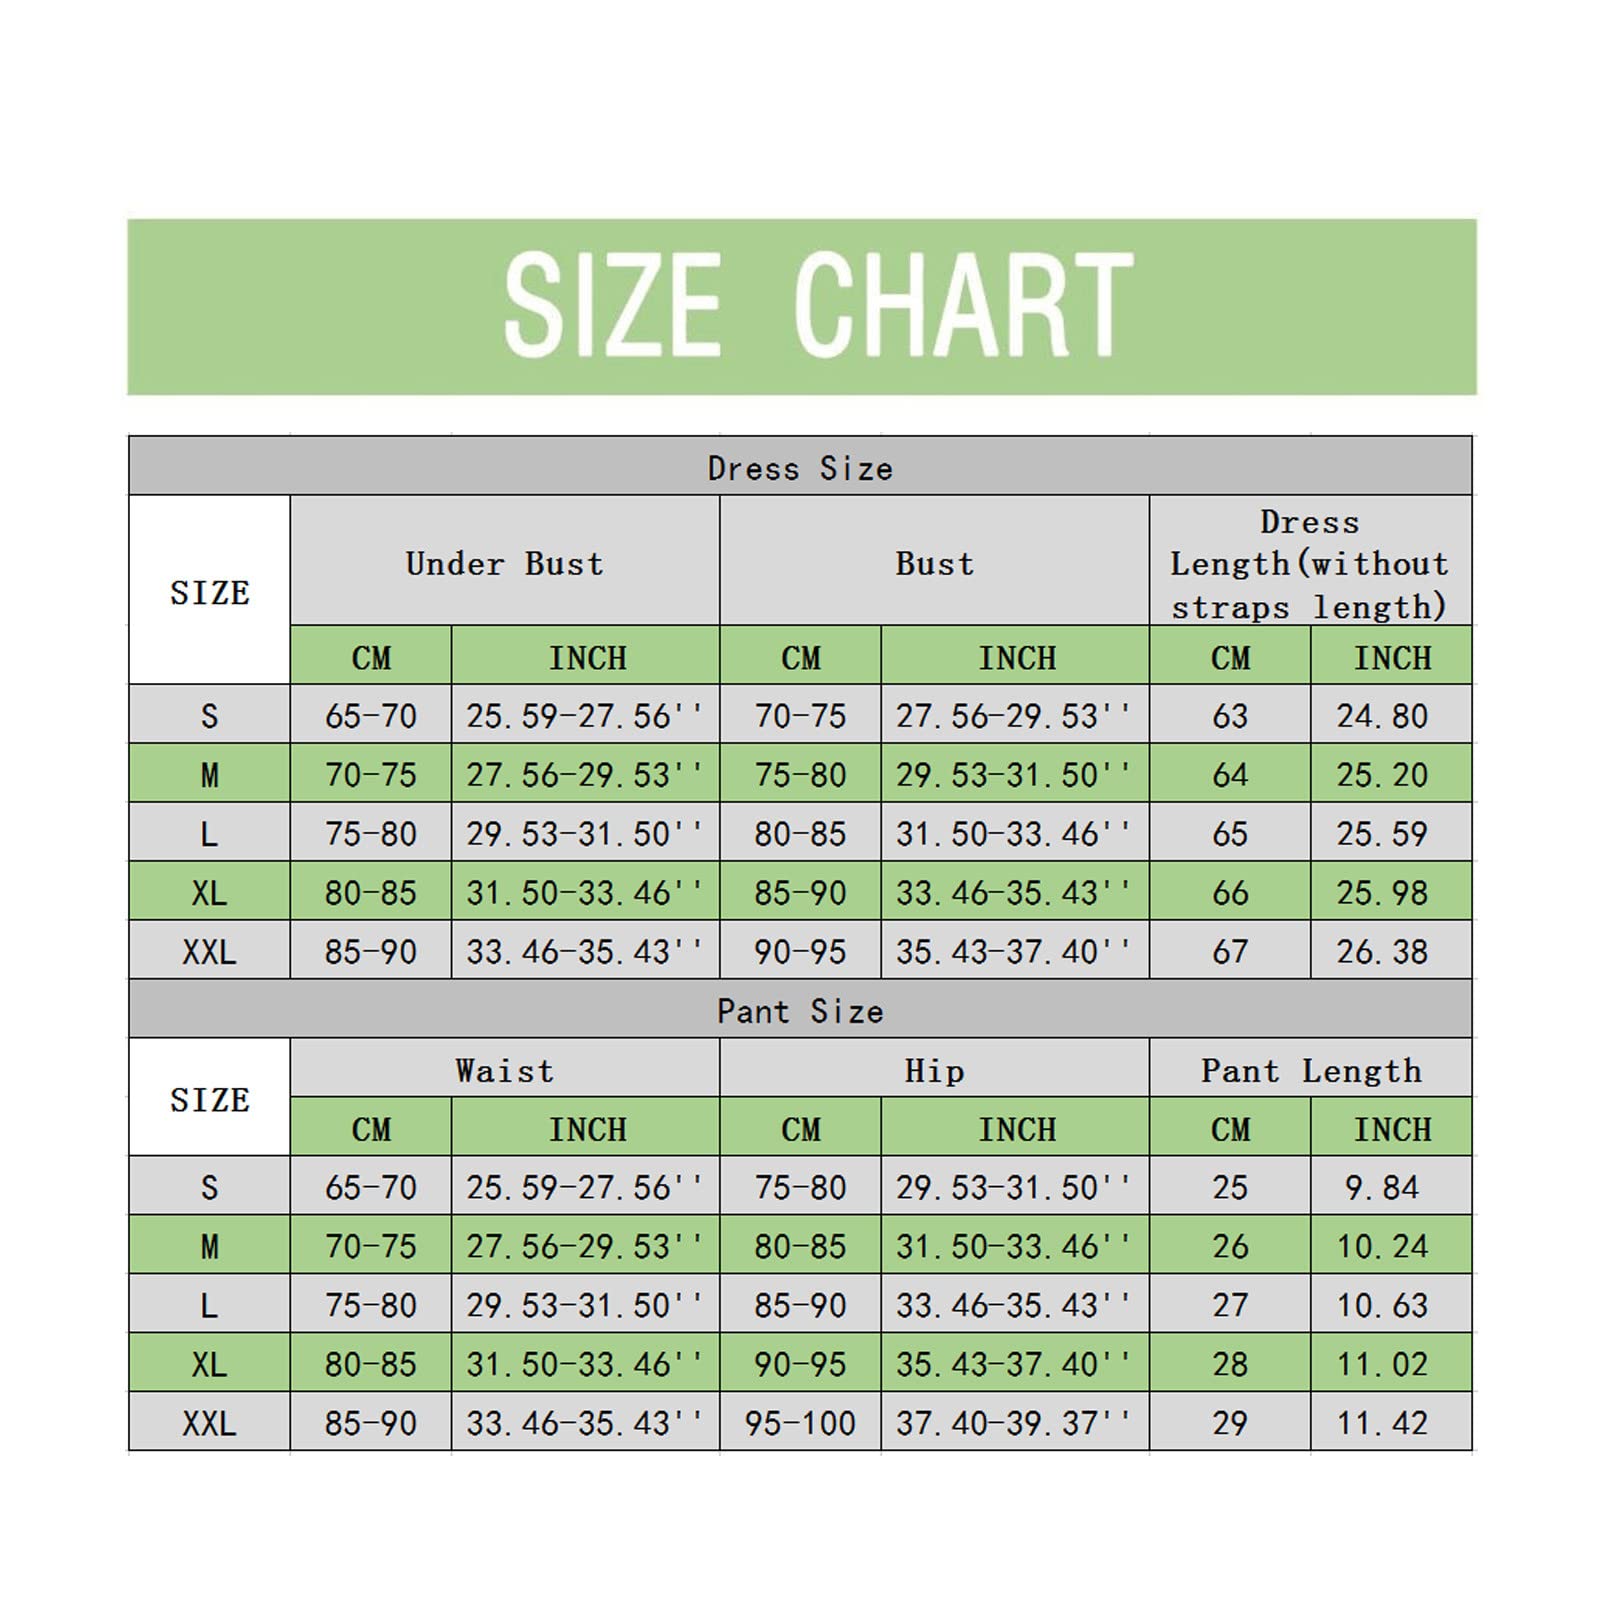 SIZE CHART
Dress Size
SIZE Under Bust Bust Dress Length(without straps length)
CM INCH CM INCH CM INCH
S 65-70 25.59-27.56'' 70-75 27.56-29.53'' 63 24.80
M 70-75 27.56-29.53'' 75-80 29.53-31.50'' 64 25.20
L 75-80 29.53-31.50'' 80-85 31.50-33.46'' 65 25.59
XL 80-85 31.50-33.46'' 85-90 33.46-35.43'' 66 25.98
XXL 85-90 33.46-35.43'' 90-95 35.43-37.40'' 67 26.38
Pant Size
SIZE Waist Hip Pant Length
CM INCH CM INCH CM INCH
S 65-70 25.59-27.56'' 75-80 29.53-31.50'' 25 9.84
M 70-75 27.56-29.53'' 80-85 31.50-33.46'' 26 10.24
L 75-80 29.53-31.50'' 85-90 33.46-35.43'' 27 10.63
XL 80-85 31.50-33.46'' 90-95 35.43-37.40'' 28 11.02
XXL 85-90 33.46-35.43'' 95-100 37.40-39.37'' 29 11.42